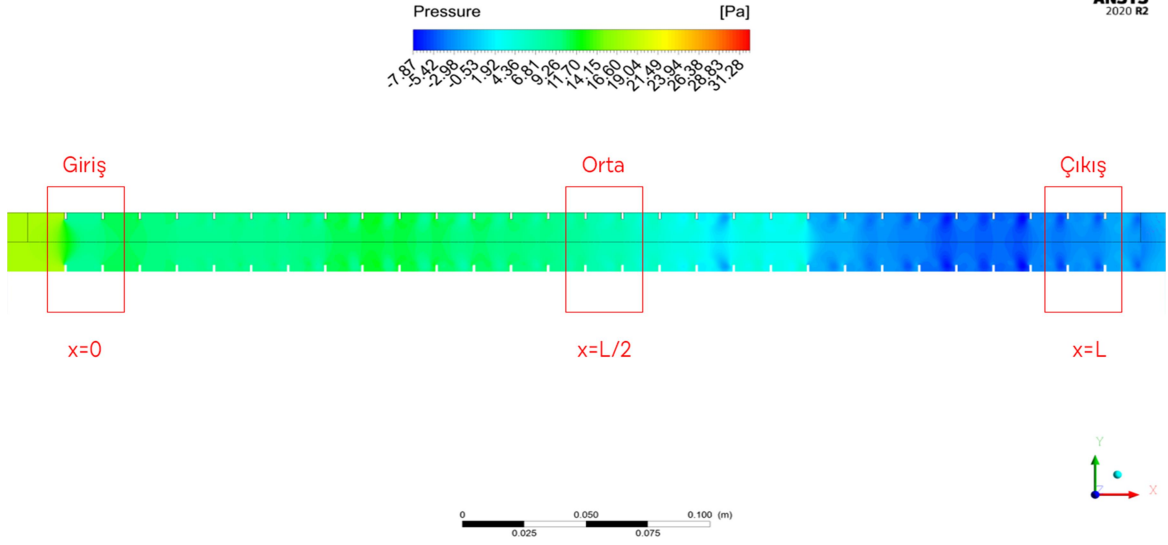 ANSYS
2020 R2
Pressure [Pa]
-7.87 -5.42 -2.98 -0.53 1.92 4.36 6.81 9.26 11.70 14.15 16.60 19.04 21.49 23.94 26.38 28.83 31.28
Giriş Orta Çıkış
x=0 x=L/2 x=L
Y
Z X
0 0.050 0.100 (m)
0.025 0.075